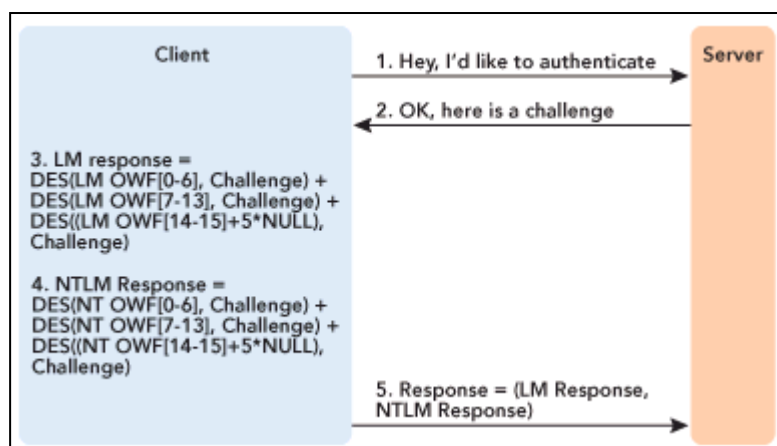 Client
Server
1. Hey, I'd like to authenticate
2. OK, here is a challenge
3. LM response =
DES(LM OWF[0-6], Challenge) +
DES(LM OWF[7-13], Challenge) +
DES((LM OWF[14-15]+5*NULL),
Challenge)
4. NTLM Response =
DES(NT OWF[0-6], Challenge) +
DES(NT OWF[7-13], Challenge) +
DES((NT OWF[14-15]+5*NULL),
Challenge)
5. Response = (LM Response,
NTLM Response)